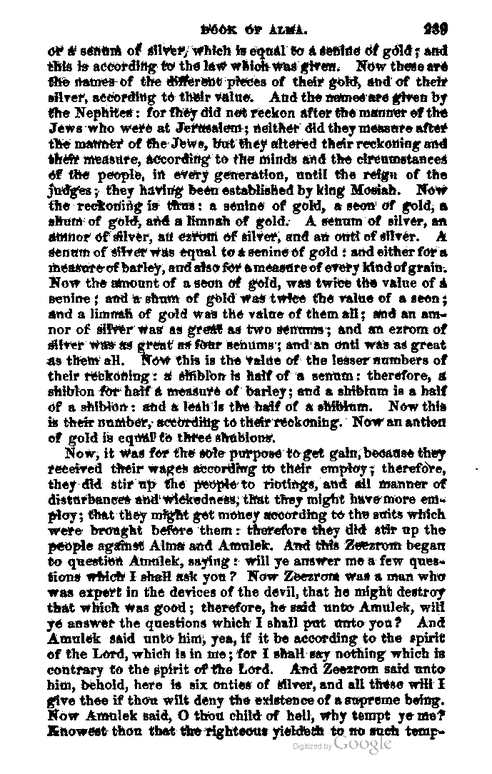 BOOK OF ALMA. 239
or a senum of silver, which is equal to a senine of gold; and
this is according to the law which was given. Now these are
the names of the different pieces of their gold, and of their
silver, according to their value. And the names are given by
the Nephites: for they did not reckon after the manner of the
Jews who were at Jerusalem; neither did they measure after
the manner of the Jews, but they altered their reckoning and
their measure, according to the minds and the circumstances
of the people, in every generation, until the reign of the
judges; they having been established by king Mosiah. Now
the reckoning is thus: a senine of gold, a seon of gold, a
shum of gold, and a limnah of gold. A senum of silver, an
amnor of silver, an ezrom of silver, and an onti of silver. A
senum of silver was equal to a senine of gold: and either for a
measure of barley, and also for a measure of every kind of grain.
Now the amount of a seon of gold, was twice the value of a
senine; and a shum of gold was twice the value of a seon;
and a limnah of gold was the value of them all; and an am-
nor of silver was as great as two senums; and an ezrom of
silver was as great as four senums; and an onti was as great
as them all. Now this is the value of the lesser numbers of
their reckoning: a shiblon is half of a senum: therefore, a
shiblon for half a measure of barley; and a shiblum is a half
of a shiblon: and a leah is the half of a shiblum. Now this
is their number, according to their reckoning. Now an antion
of gold is equal to three shublons.
Now, it was for the sole purpose to get gain, because they
received their wages according to their employ; therefore,
they did stir up the people to riotings, and all manner of
disturbances and wickedness, that they might have more em-
ploy; that they might get money according to the suits which
were brought before them: therefore they did stir up the
people against Alma and Amulek. And this Zeezrom began
to question Amulek, saying: will ye answer me a few ques-
tions which I shall ask you? Now Zeezrom was a man who
was expert in the devices of the devil, that he might destroy
that which was good; therefore, he said unto Amulek, will
ye answer the questions which I shall put unto you? And
Amulek said unto him, yea, if it be according to the spirit
of the Lord, which is in me; for I shall say nothing which is
contrary to the spirit of the Lord. And Zeezrom said unto
him, behold, here is six onties of silver, and all these will I
give thee if thou wilt deny the existence of a supreme being.
Now Amulek said, O thou child of hell, why tempt ye me?
Knowest thou that the righteous yieldeth to no such temp-
Digitized by Google